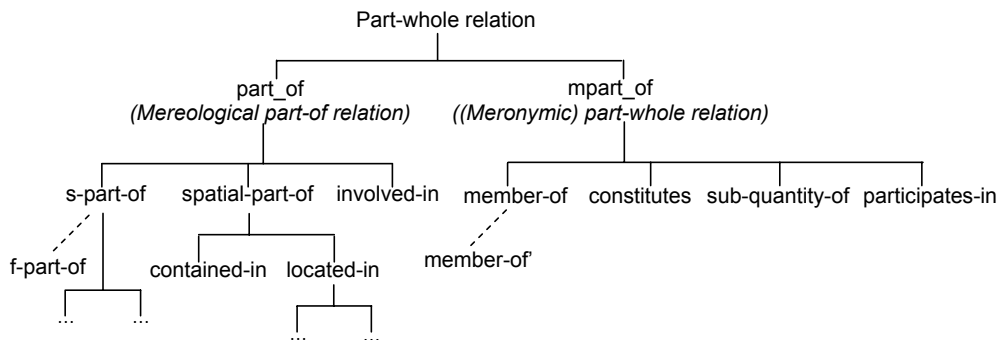 Part-whole relation
part_of
(Mereological part-of relation)
mpart_of
((Meronymic) part-whole relation)
s-part-of spatial-part-of involved-in member-of constitutes sub-quantity-of participates-in
f-part-of contained-in located-in member-of'
... ...
... ...